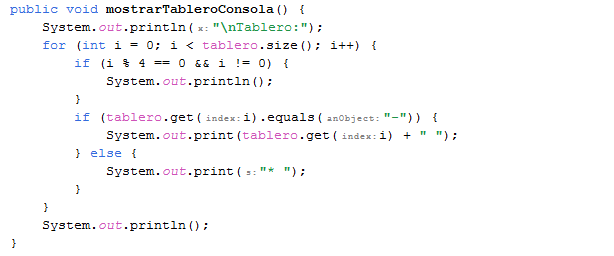 public void mostrarTableroConsola() {
System.out.println(x: "\nTablero:");
for (int i = 0; i < tablero.size(); i++) {
if (i % 4 == 0 && i != 0) {
System.out.println();
}
if (tablero.get(index: i).equals(anObject: "-")) {
System.out.print(tablero.get(index: i) + " ");
} else {
System.out.print(s: "* ");
}
}
System.out.println();
}